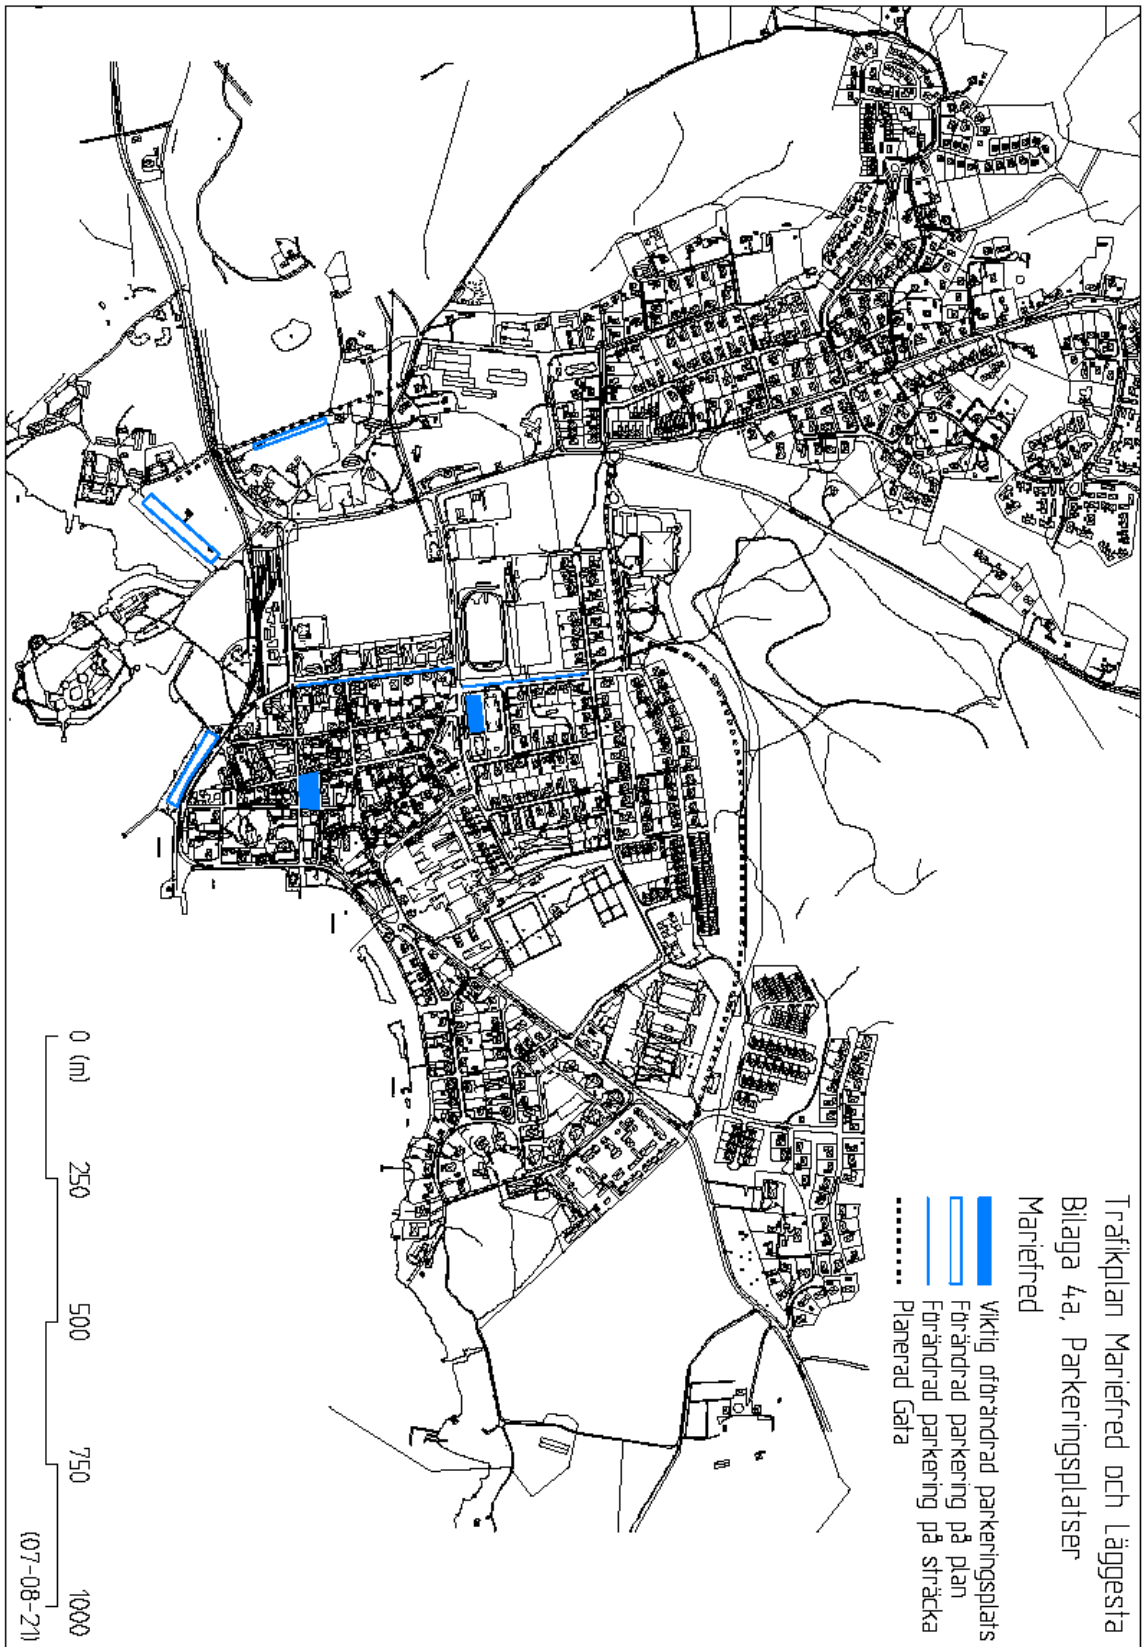 Trafikplan Mariefred och Läggesta
Bilaga 4a, Parkeringsplatser
Mariefred
Viktig oförändrad parkeringsplats
Förändrad parkering på plan
Förändrad parkering på sträcka
Planerad Gata
0 (m) 250 500 750 1000
(07-08-21)